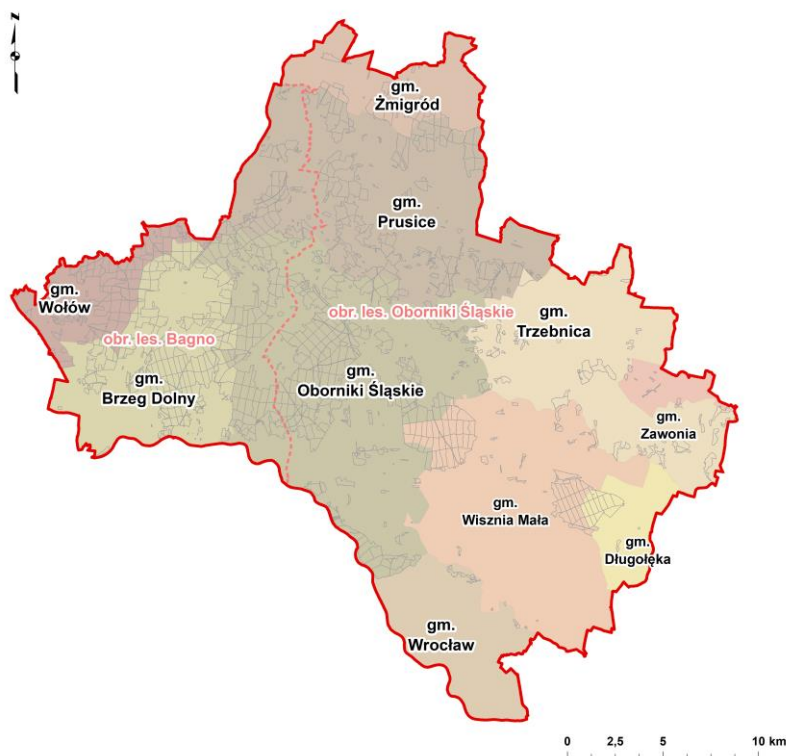 N
gm.
Żmigród
gm.
Prusice
gm.
Wołów
obr. les. Bagno
obr. les. Oborniki Śląskie
gm.
Trzebnica
gm.
Brzeg Dolny
gm.
Oborniki Śląskie
gm.
Zawonia
gm.
Wisznia Mała
gm.
Długołęka
gm.
Wrocław
0 2,5 5 10 km